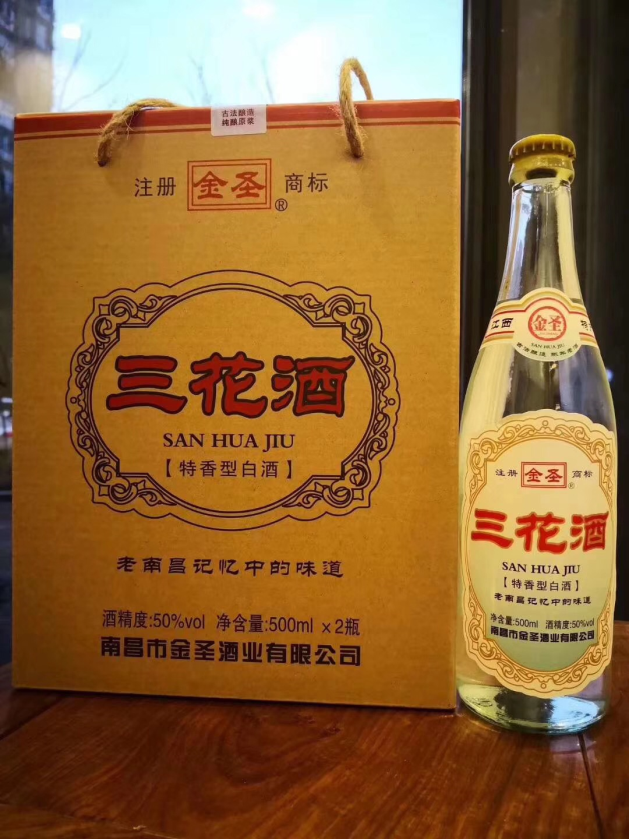 古法酿造
纯酿原浆
注册 金圣 商标
®
三花酒
SAN HUA JIU
【特香型白酒】
老南昌记忆中的味道
酒精度:50%vol 净含量:500ml ×2瓶
南昌市金圣酒业有限公司
江西
金圣
SAN HUA JIU
注册 金圣 商标
®
三花酒
SAN HUA JIU
【特香型白酒】
老南昌记忆中的味道
净含量:500ml 酒精度:50%vol
南昌市金圣酒业有限公司